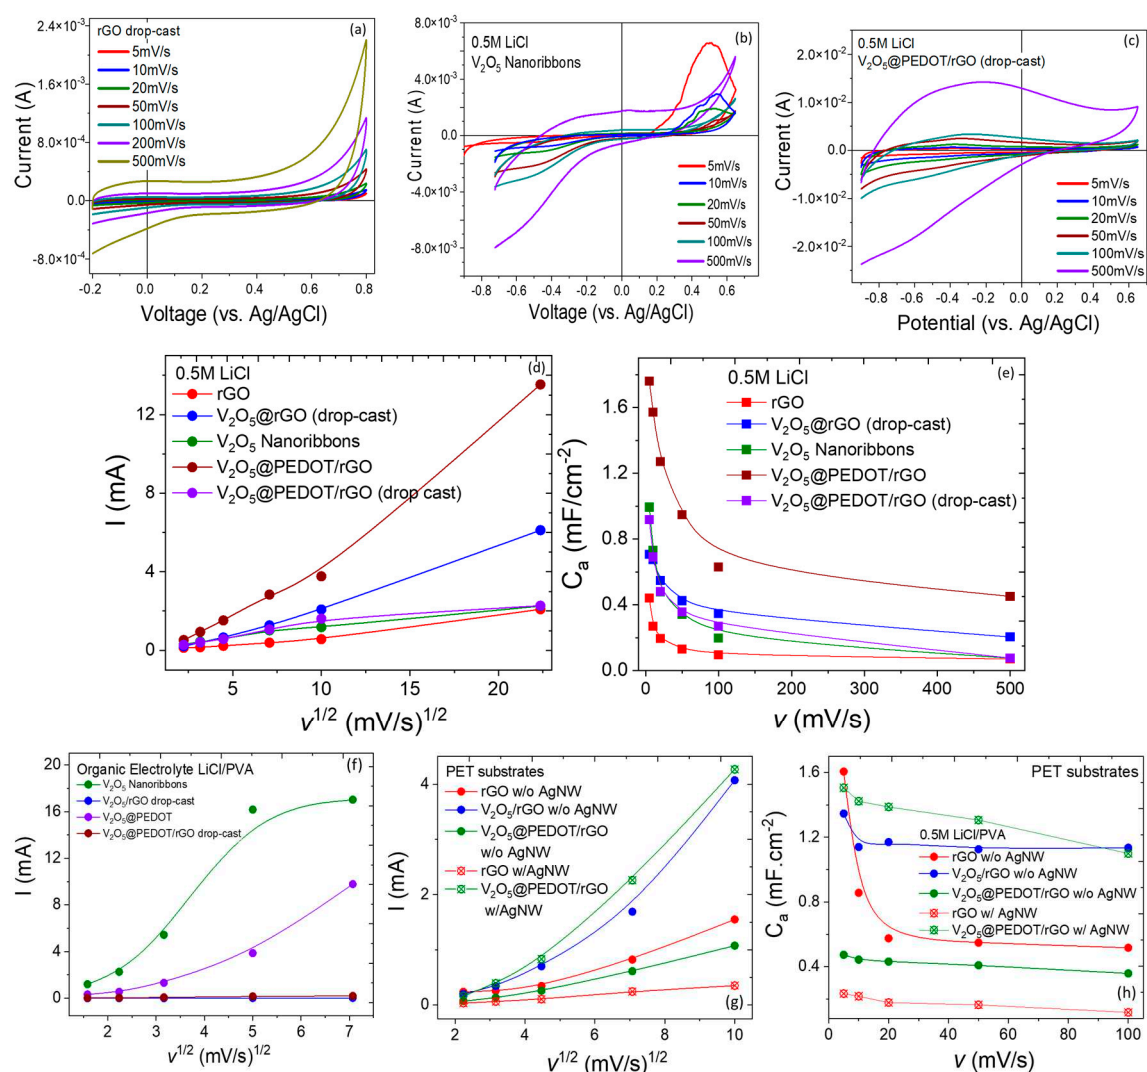 rGO drop-cast
(a)
5mV/s
10mV/s
20mV/s
50mV/s
100mV/s
200mV/s
500mV/s
2.4×10⁻³
1.6×10⁻³
8.0×10⁻⁴
0.0
-8.0×10⁻⁴
-0.2 0.0 0.2 0.4 0.6 0.8
Current (A)
Voltage (vs. Ag/AgCl)
0.5M LiCl
(b)
V₂O₅ Nanoribbons
8.0×10⁻³
4.0×10⁻³
0.0
-4.0×10⁻³
-8.0×10⁻³
5mV/s
10mV/s
20mV/s
50mV/s
100mV/s
500mV/s
-0.8 -0.6 -0.4 -0.2 0.0 0.2 0.4 0.6
Current (A)
Voltage (vs. Ag/AgCl)
0.5M LiCl
(c)
V₂O₅@PEDOT/rGO (drop-cast)
2.0×10⁻²
1.0×10⁻²
0.0×10⁰
-1.0×10⁻²
-2.0×10⁻²
5mV/s
10mV/s
20mV/s
50mV/s
100mV/s
500mV/s
-0.8 -0.6 -0.4 -0.2 0.0 0.2 0.4 0.6
Current (A)
Potential (vs. Ag/AgCl)
0.5M LiCl
(d)
rGO
V₂O₅@rGO (drop-cast)
V₂O₅ Nanoribbons
V₂O₅@PEDOT/rGO
V₂O₅@PEDOT/rGO (drop cast)
12
8
4
0
5 10 15 20
I (mA)
v¹/² (mV/s)¹/²
0.5M LiCl
(e)
rGO
V₂O₅@rGO (drop-cast)
V₂O₅ Nanoribbons
V₂O₅@PEDOT/rGO
V₂O₅@PEDOT/rGO (drop-cast)
1.6
1.2
0.8
0.4
0.0
0 100 200 300 400 500
Cₐ (mF/cm⁻²)
v (mV/s)
Organic Electrolyte LiCl/PVA
(f)
V₂O₅ Nanoribbons
V₂O₅/rGO drop-cast
V₂O₅@PEDOT
V₂O₅@PEDOT/rGO drop-cast
20
16
12
8
4
0
2 3 4 5 6 7
I (mA)
v¹/² (mV/s)¹/²
PET substrates
rGO w/o AgNW
V₂O₅/rGO w/o AgNW
V₂O₅@PEDOT/rGO
w/o AgNW
rGO w/AgNW
V₂O₅@PEDOT/rGO
w/AgNW
(g)
4
2
0
2 4 6 8 10
I (mA)
v¹/² (mV/s)¹/²
PET substrates
0.5M LiCl/PVA
rGO w/o AgNW
V₂O₅/rGO w/o AgNW
V₂O₅@PEDOT/rGO w/o AgNW
rGO w/ AgNW
V₂O₅@PEDOT/rGO w/ AgNW
(h)
1.6
1.2
0.8
0.4
0 20 40 60 80 100
Cₐ (mF.cm⁻²)
v (mV/s)